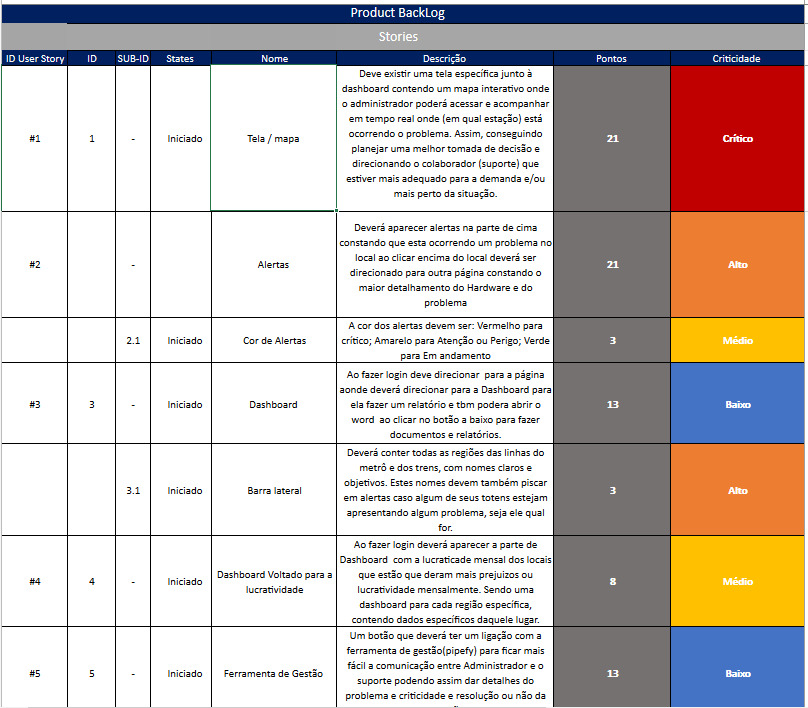 Product BackLog
Stories
ID User Story ID SUB-ID States Nome Descrição Pontos Criticidade
Deve existir uma tela específica junto à
dashboard contendo um mapa interativo onde
o administrador poderá acessar e acompanhar
em tempo real onde (em qual estação) está
#1 1 - Iniciado Tela / mapa ocorrendo o problema. Assim, conseguindo 21 Crítico
planejar uma melhor tomada de decisão e
direcionando o colaborador (suporte) que
estiver mais adequado para a demanda e/ou
mais perto da situação.
Deverá aparecer alertas na parte de cima
constando que esta ocorrendo um problema no
local ao clicar encima do local deverá ser
#2 - Alertas direcionado para outra página constando o 21 Alto
maior detalhamento do Hardware e do
problema
A cor dos alertas devem ser: Vermelho para
2.1 Iniciado Cor de Alertas crítico; Amarelo para Atenção ou Perigo; Verde 3 Médio
para Em andamento
Ao fazer login deve direcionar para a página
aonde deverá direcionar para a Dashboard para
#3 3 - Iniciado Dashboard ela fazer um relatório e tbm podera abrir o 13 Baixo
word ao clicar no botão a baixo para fazer
documentos e relatórios.
Deverá conter todas as regiões das linhas do
metrô e dos trens, com nomes claros e
3.1 Iniciado Barra lateral objetivos. Estes nomes devem também piscar 3 Alto
em alertas caso algum de seus totens estejam
apresentando algum problema, seja ele qual
for.
Ao fazer login deverá aparecer a parte de
Dashboard com a lucraticade mensal dos locais
#4 4 - Iniciado Dashboard Voltado para a lucratividade que estão que deram mais prejuizos ou 8 Médio
lucratividade mensalmente. Sendo uma
dashboard para cada região específica,
contendo dados específicos daquele lugar.
Um botão que deverá ter um ligação com a
ferramenta de gestão(pipefy) para ficar mais
fácil a comunicação entre Administrador e o
#5 5 - Iniciado Ferramenta de Gestão suporte podendo assim dar detalhes do 13 Baixo
problema e criticidade e resolução ou não da